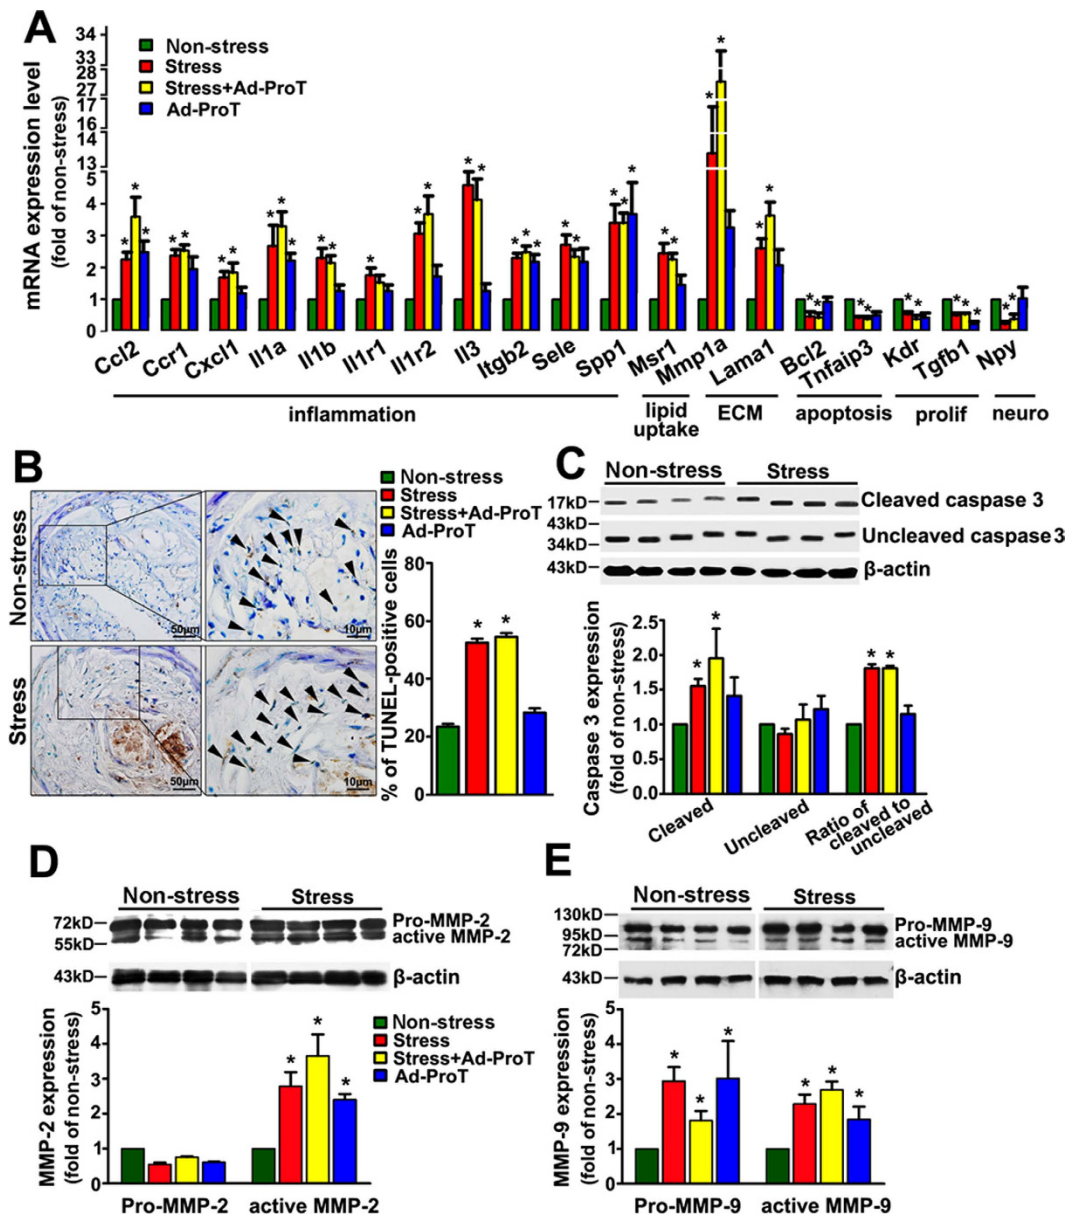 A
mRNA expression level
(fold of non-stress)
34
33
28
27
17
16
14
13
5
4
3
2
1
0
Non-stress
Stress
Stress+Ad-ProT
Ad-ProT
* * * * * * * * * * * * * * * * * * * * * * * * * * * * * * * * * * * * * * *
Ccl2 Ccr1 Cxcl1 Il1a Il1b Il1r1 Il1r2 Il3 Itgb2 Sele Spp1 Msr1 Mmp1a Lama1 Bcl2 Tnfaip3 Kdr Tgfb1 Npy
inflammation lipid uptake ECM apoptosis prolif neuro
B
Non-stress
50μm 10μm
Stress
50μm 10μm
Non-stress
Stress
Stress+Ad-ProT
Ad-ProT
% of TUNEL-positive cells
80
60
40
20
0
* *
C
Non-stress Stress
17kD Cleaved caspase 3
43kD
34kD Uncleaved caspase 3
43kD β-actin
Caspase 3 expression
(fold of non-stress)
2.5
2.0
1.5
1.0
0.5
0.0
* * * *
Cleaved Uncleaved Ratio of cleaved to uncleaved
D
Non-stress Stress
72kD Pro-MMP-2
55kD active MMP-2
43kD β-actin
MMP-2 expression
(fold of non-stress)
5
4
3
2
1
0
Non-stress
Stress
Stress+Ad-ProT
Ad-ProT
* * *
Pro-MMP-2 active MMP-2
E
Non-stress Stress
130kD
95kD Pro-MMP-9
72kD active MMP-9
43kD β-actin
MMP-9 expression
(fold of non-stress)
5
4
3
2
1
0
* * * * * *
Pro-MMP-9 active MMP-9